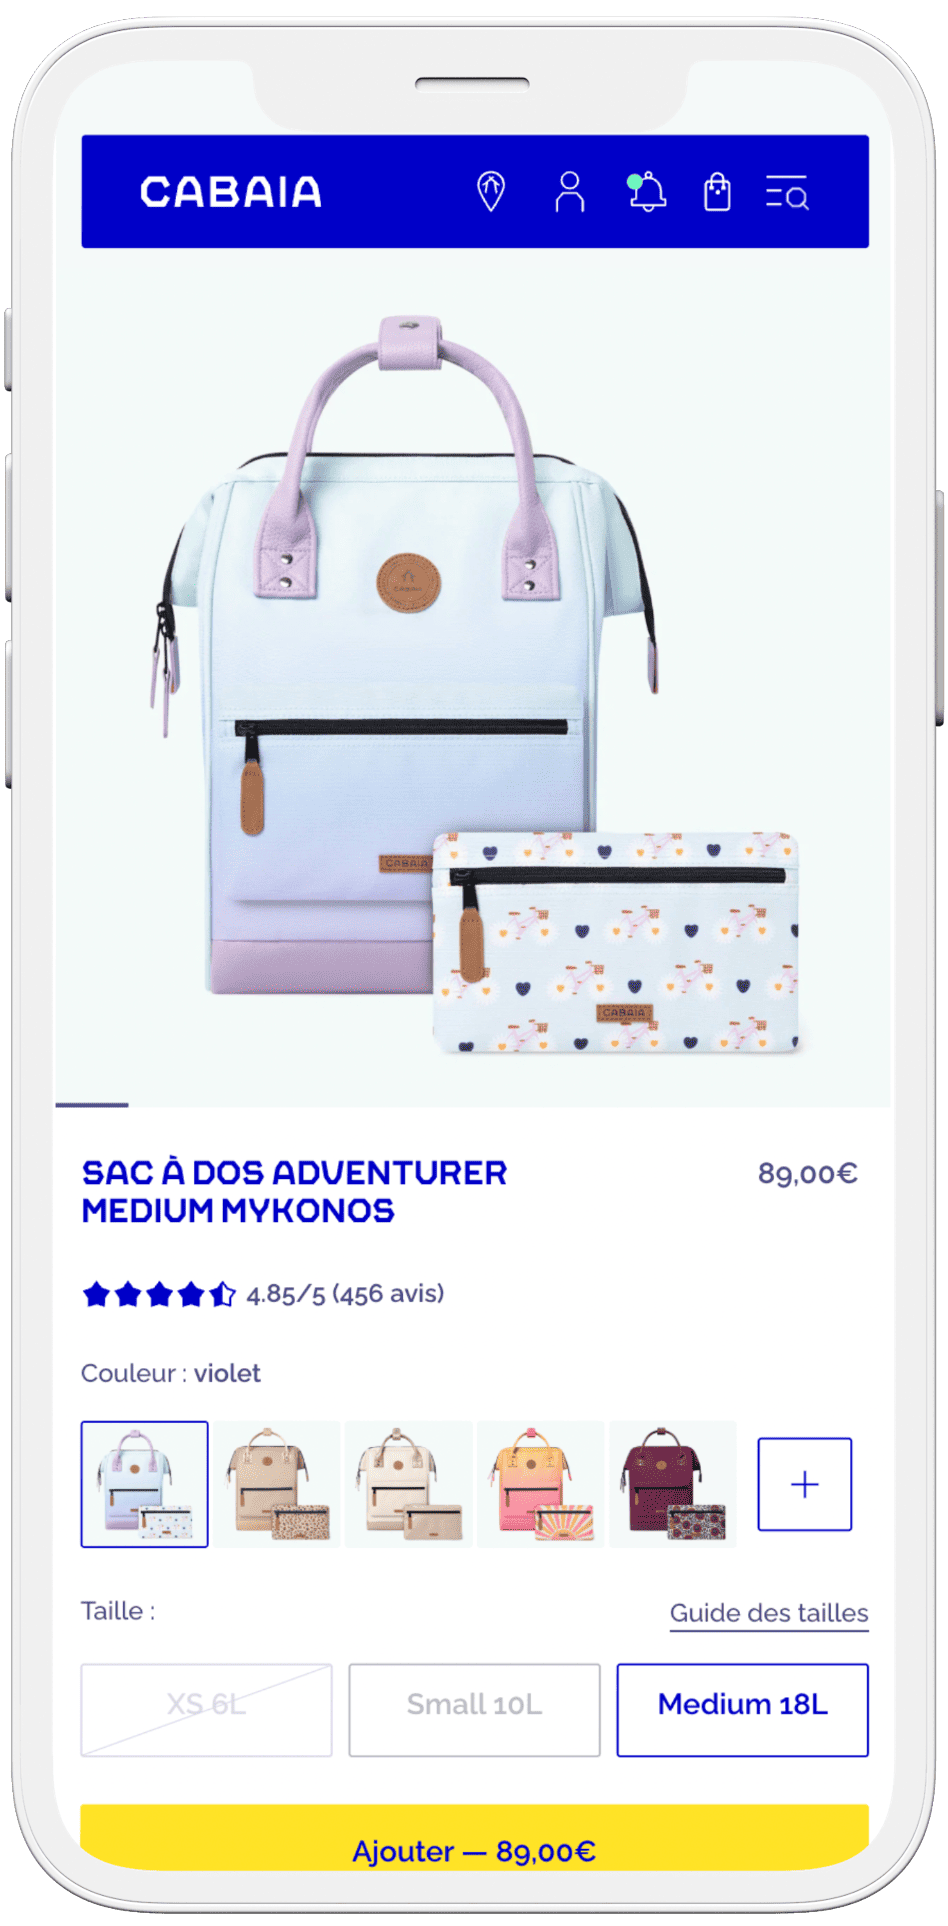 CABAIA
CABAIA
CABAIA
CABAIA
SAC À DOS ADVENTURER
MEDIUM MYKONOS
89,00€
4.85/5 (456 avis)
Couleur : violet
Taille :
Guide des tailles
XS 6L
Small 10L
Medium 18L
Ajouter — 89,00€